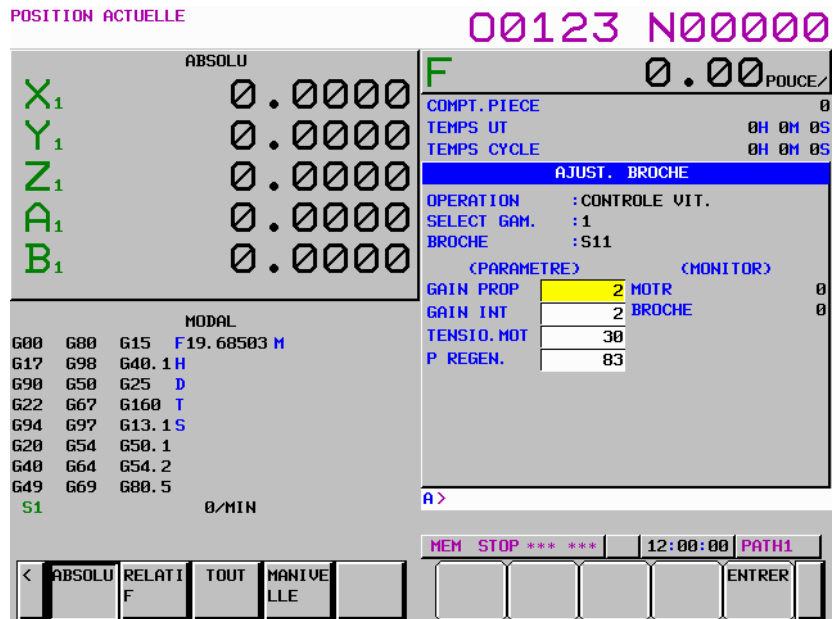 POSITION ACTUELLE
O0123 N00000
ABSOLU
X1 0.0000
Y1 0.0000
Z1 0.0000
A1 0.0000
B1 0.0000
MODAL
G00 G80 G15 F19.68503 M
G17 G98 G40.1 H
G90 G50 G25 D
G22 G67 G160 T
G94 G97 G13.1 S
G20 G54 G50.1
G40 G64 G54.2
G49 G69 G80.5
S1 0/MIN
F 0.00 POUCE/
COMPT.PIECE 0
TEMPS UT 0H 0M 0S
TEMPS CYCLE 0H 0M 0S
AJUST. BROCHE
OPERATION :CONTROLE VIT.
SELECT GAM. :1
BROCHE :S11
(PARAMETRE) (MONITOR)
GAIN PROP 2 MOTR 0
GAIN INT 2 BROCHE 0
TENSIO.MOT 30
P REGEN. 83
A>
MEM STOP *** *** 12:00:00 PATH1
< ABSOLU RELATI TOUT MANIVE ENTRER
F LLE